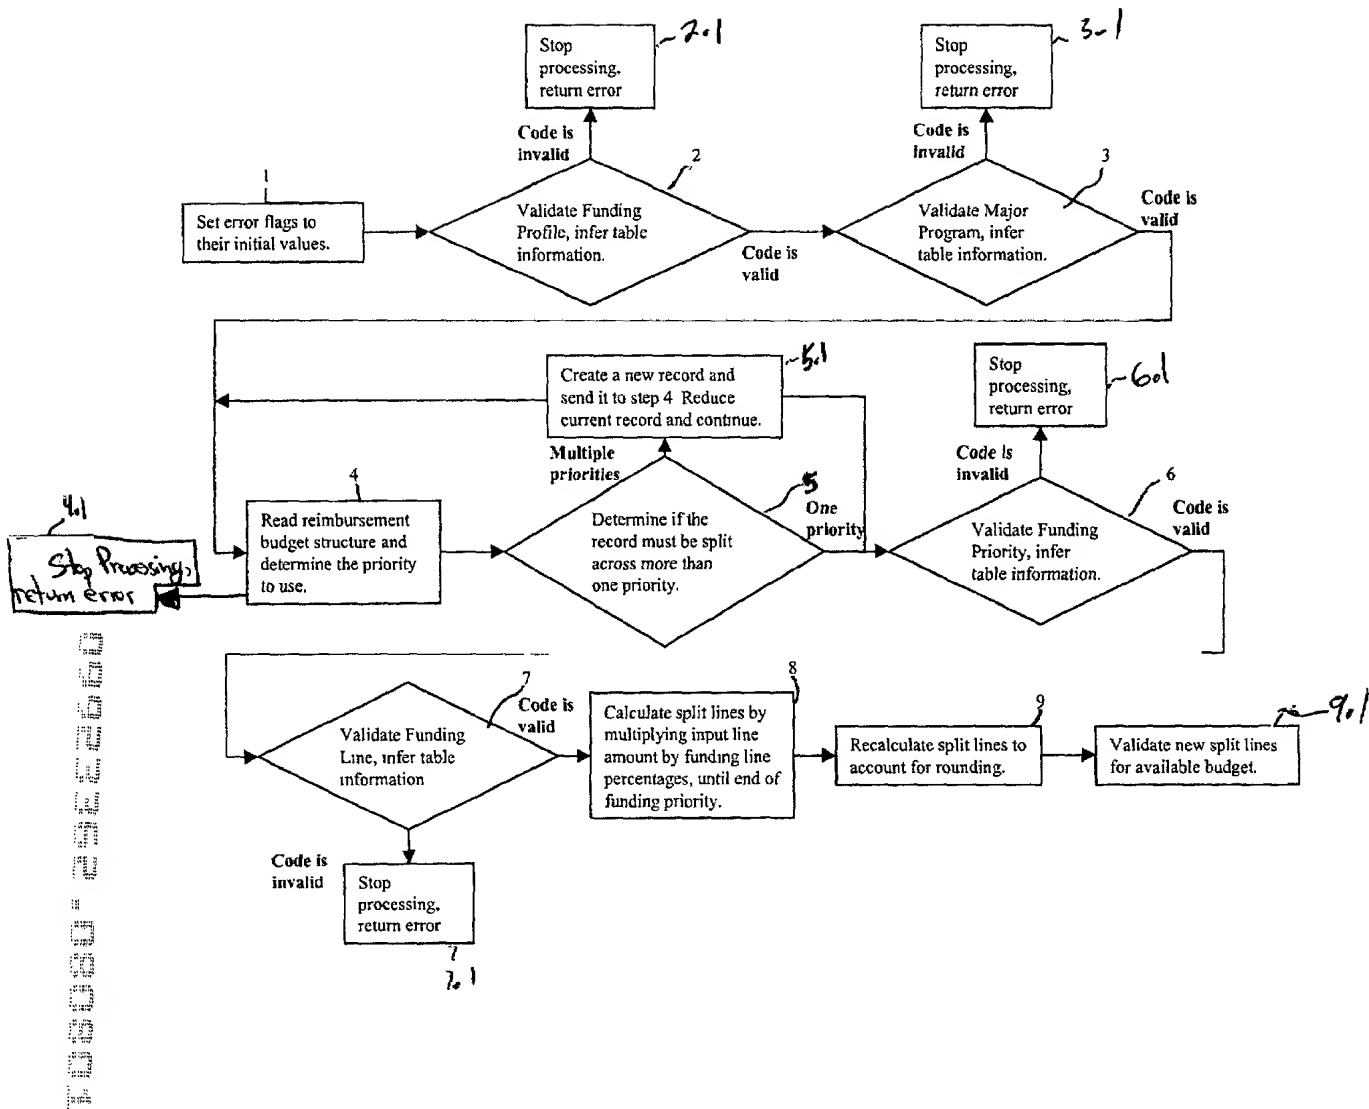 2.1
3.1
Stop
processing,
return error
Stop
processing,
return error
Code is
invalid
Code is
invalid
1
2
3
Set error flags to
their initial values.
Validate Funding
Profile, infer table
information.
Code is
valid
Validate Major
Program, infer
table information.
Code is
valid
5.1
Create a new record and
send it to step 4 Reduce
current record and continue.
Stop
processing,
return error
6.1
Multiple
priorities
Code is
invalid
4.1
Stop Processing,
return error
4
Read reimbursement
budget structure and
determine the priority
to use.
5
Determine if the
record must be split
across more than
one priority.
One
priority
6
Validate Funding
Priority, infer
table information.
Code is
valid
7
Validate Funding
Line, infer table
information
Code is
valid
8
Calculate split lines by
multiplying input line
amount by funding line
percentages, until end of
funding priority.
9
Recalculate split lines to
account for rounding.
9.1
Validate new split lines
for available budget.
Code is
invalid
Stop
processing,
return error
7.1
09923352.080801